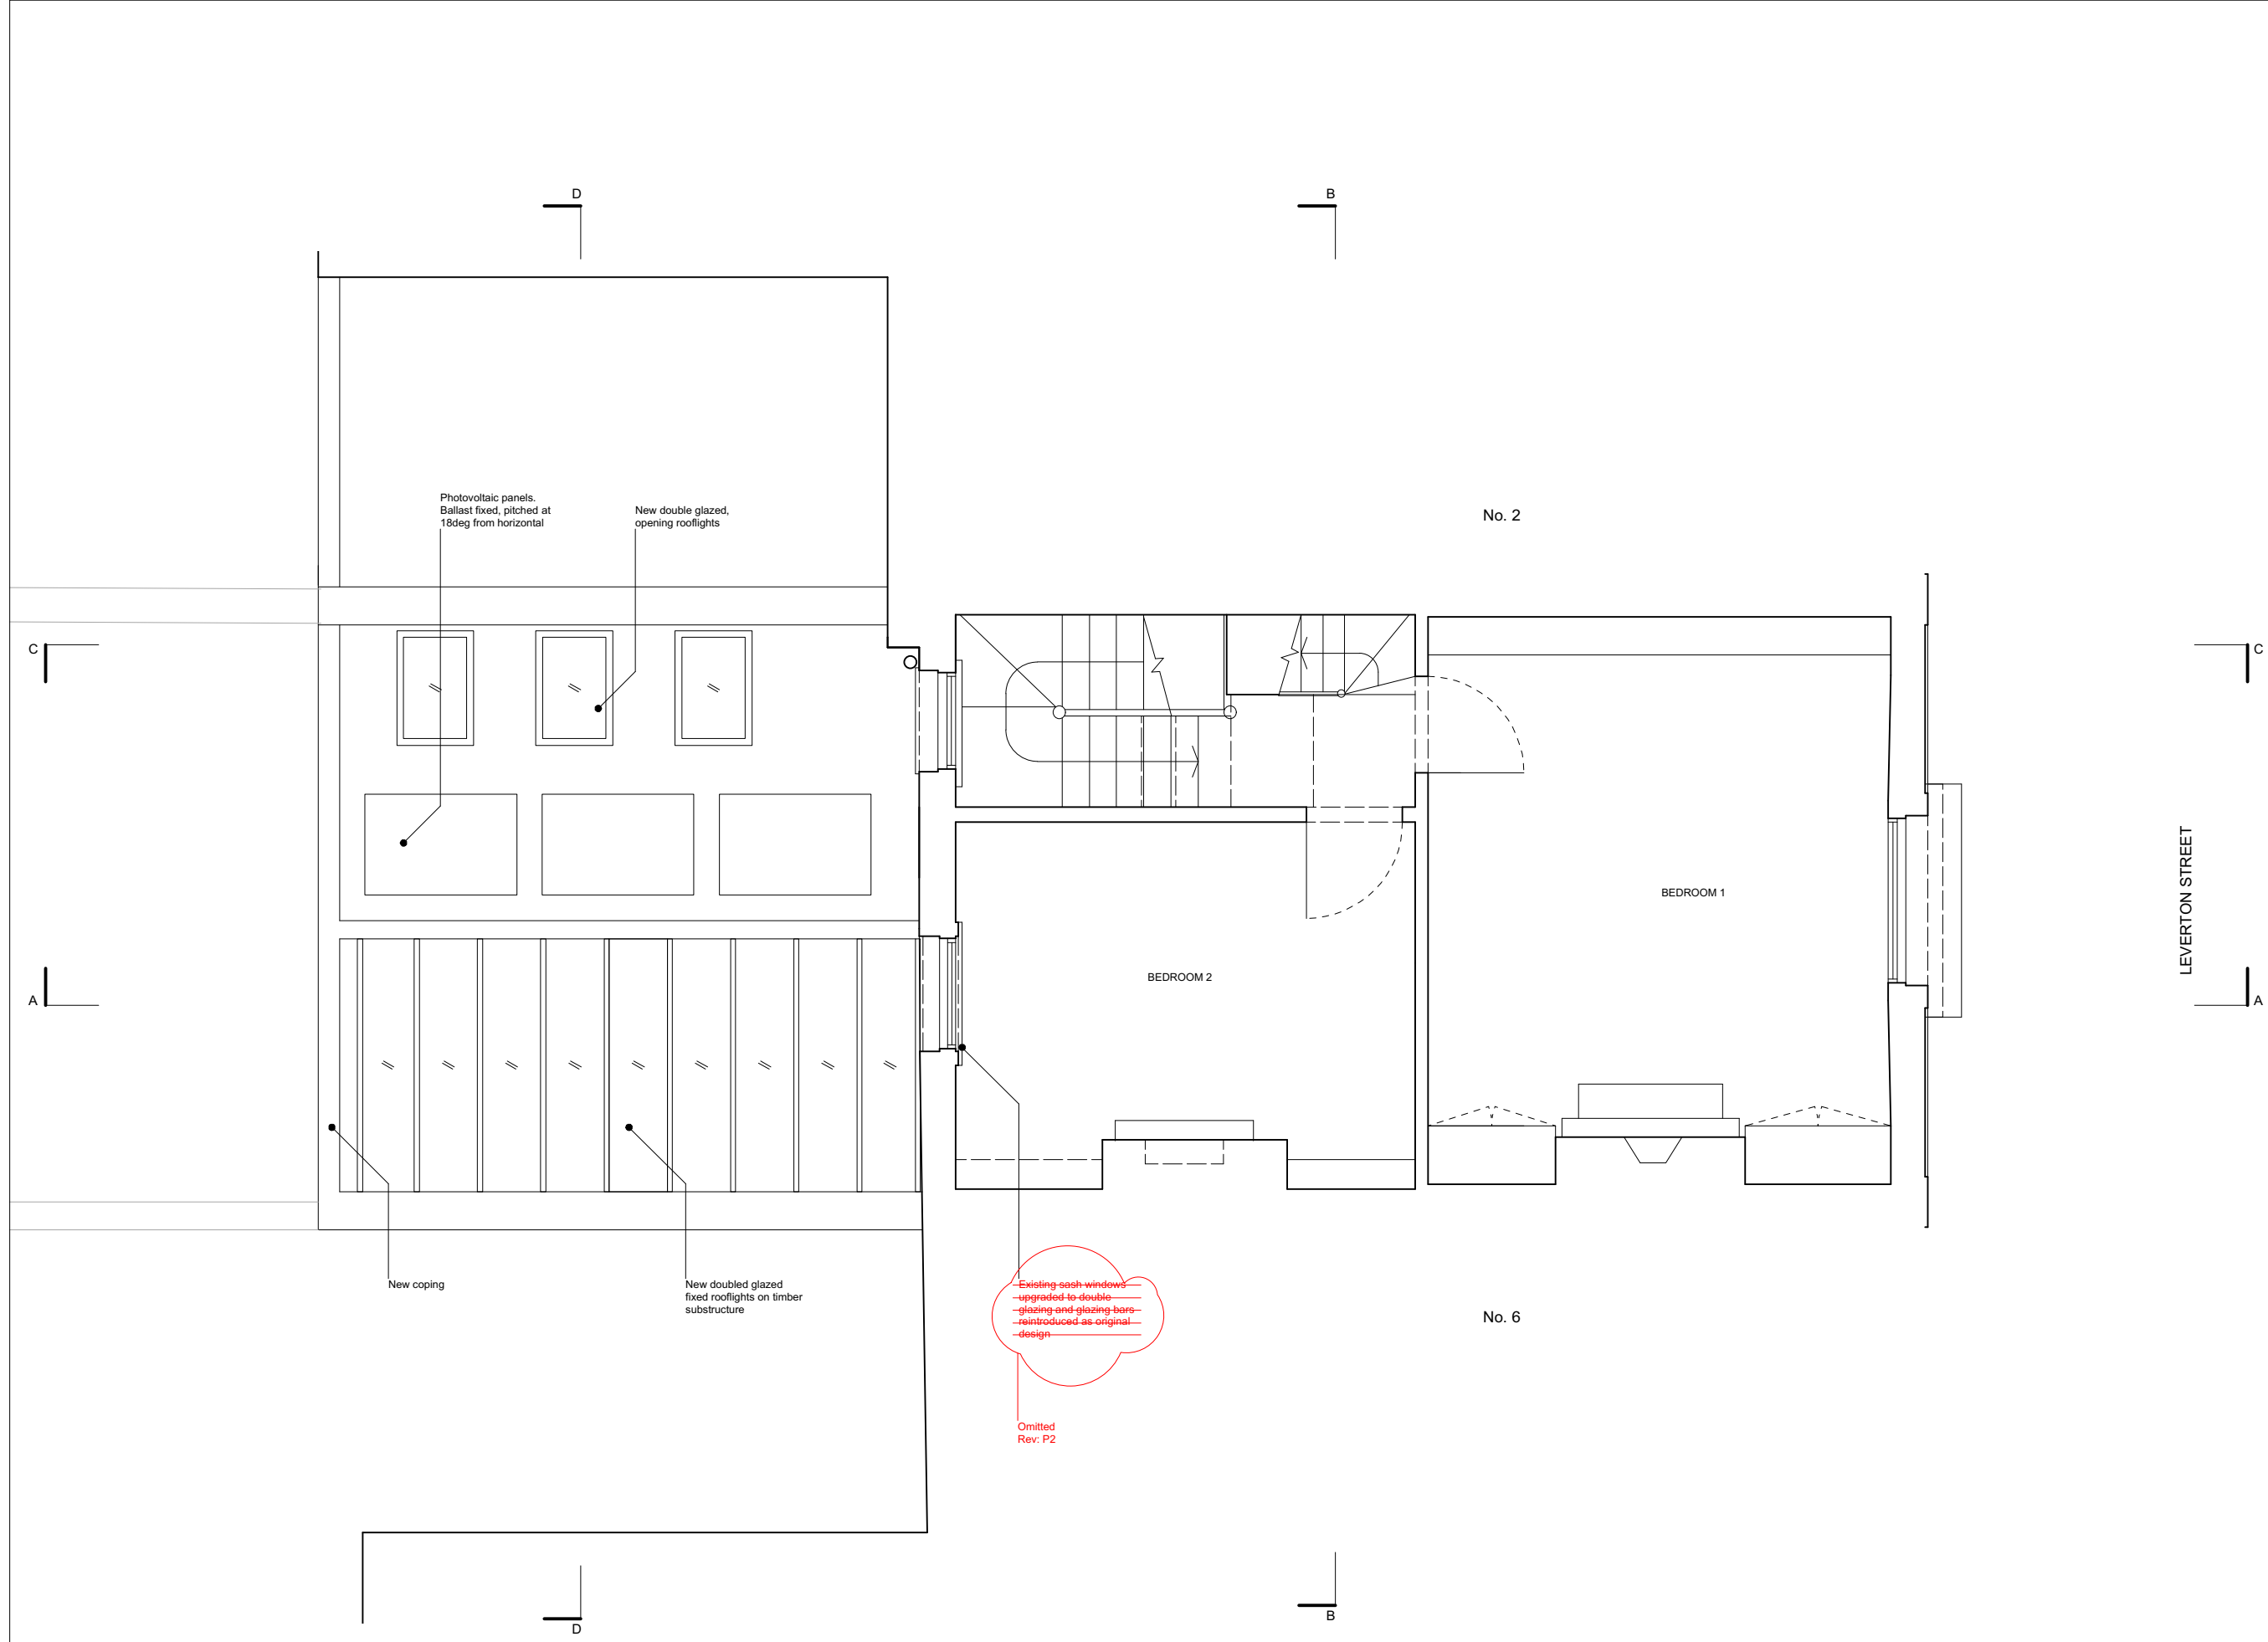 D
B
Photovoltaic panels.
Ballast fixed, pitched at
18deg from horizontal
New double glazed,
opening rooflights
No. 2
C
C
BEDROOM 1
LEVERTON STREET
BEDROOM 2
A
A
New coping
New doubled glazed
fixed rooflights on timber
substructure
Existing sash windows
upgraded to double
glazing and glazing bars
reintroduced as original
design
No. 6
Omitted
Rev: P2
D
B